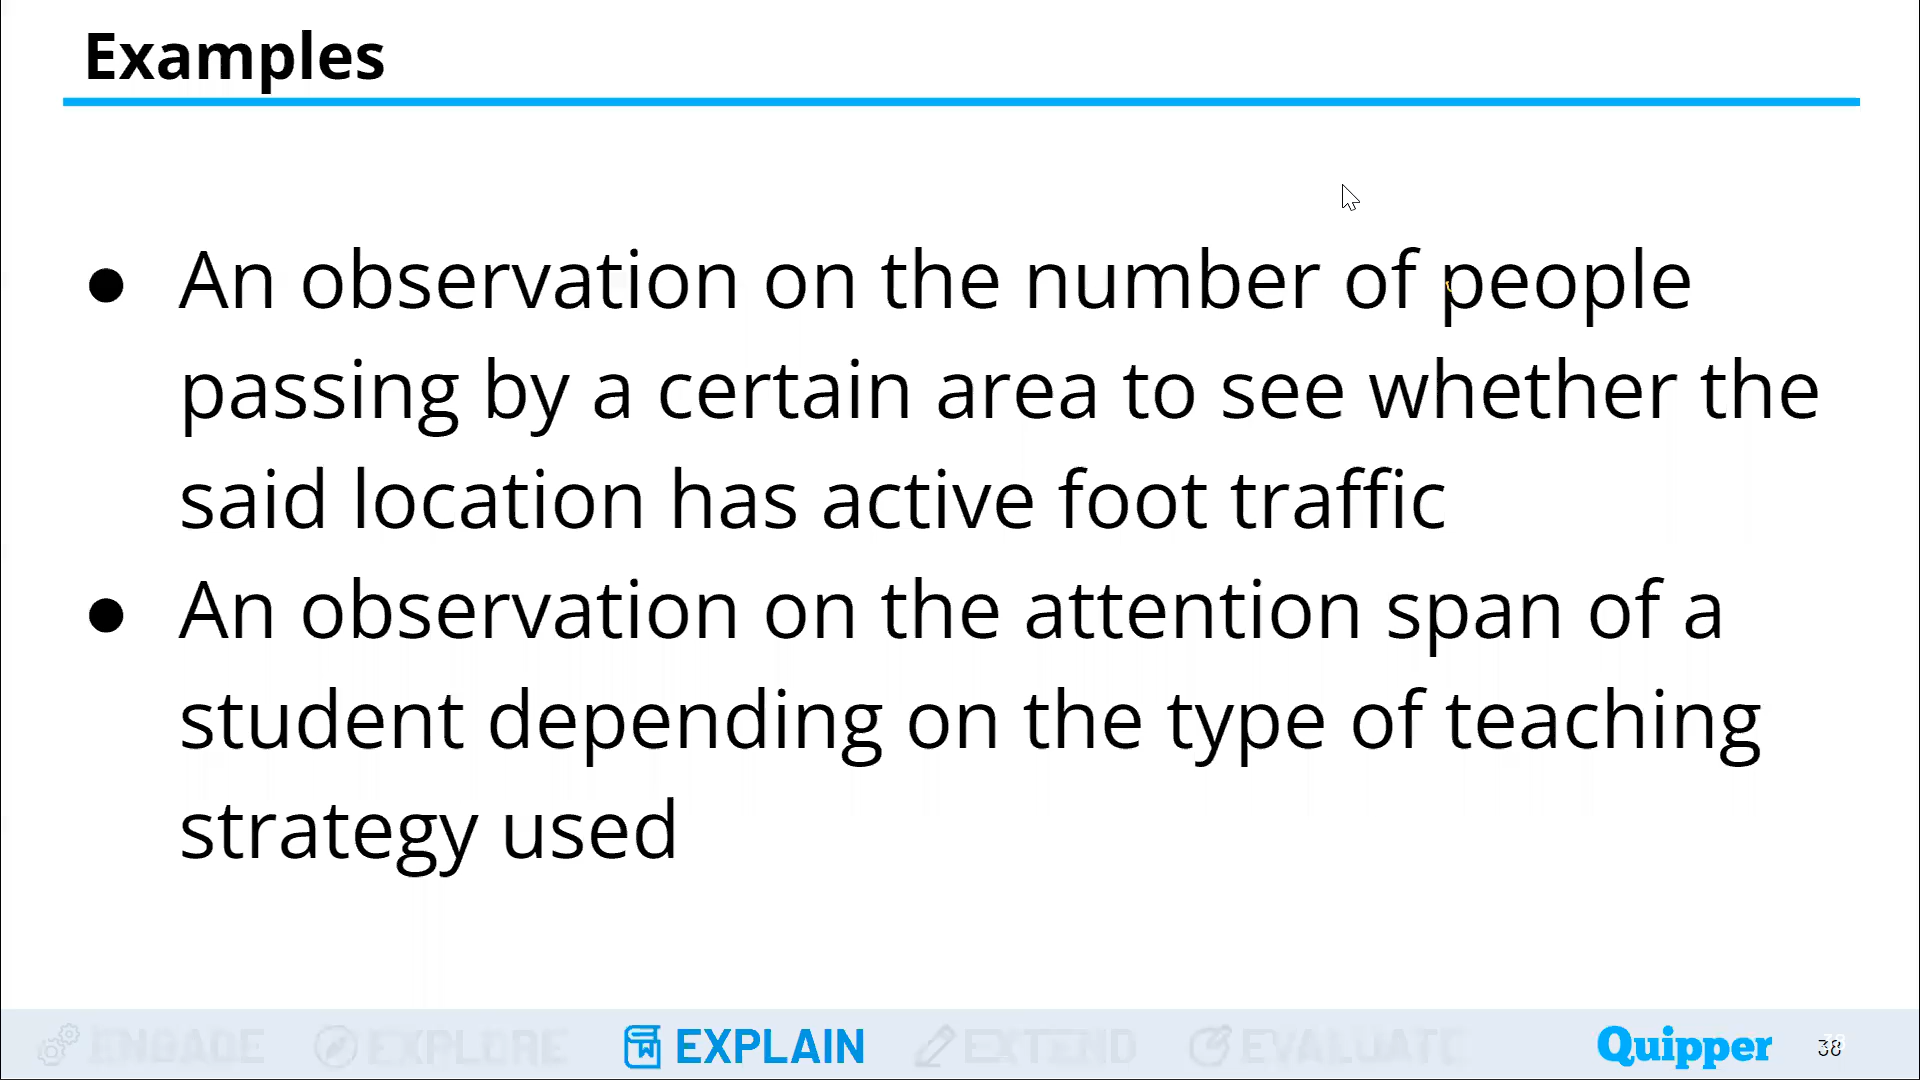 Examples
● An observation on the number of people
passing by a certain area to see whether the
said location has active foot traffic
● An observation on the attention span of a
student depending on the type of teaching
strategy used
ENGAGE EXPLORE EXPLAIN EXTEND EVALUATE Quipper 38